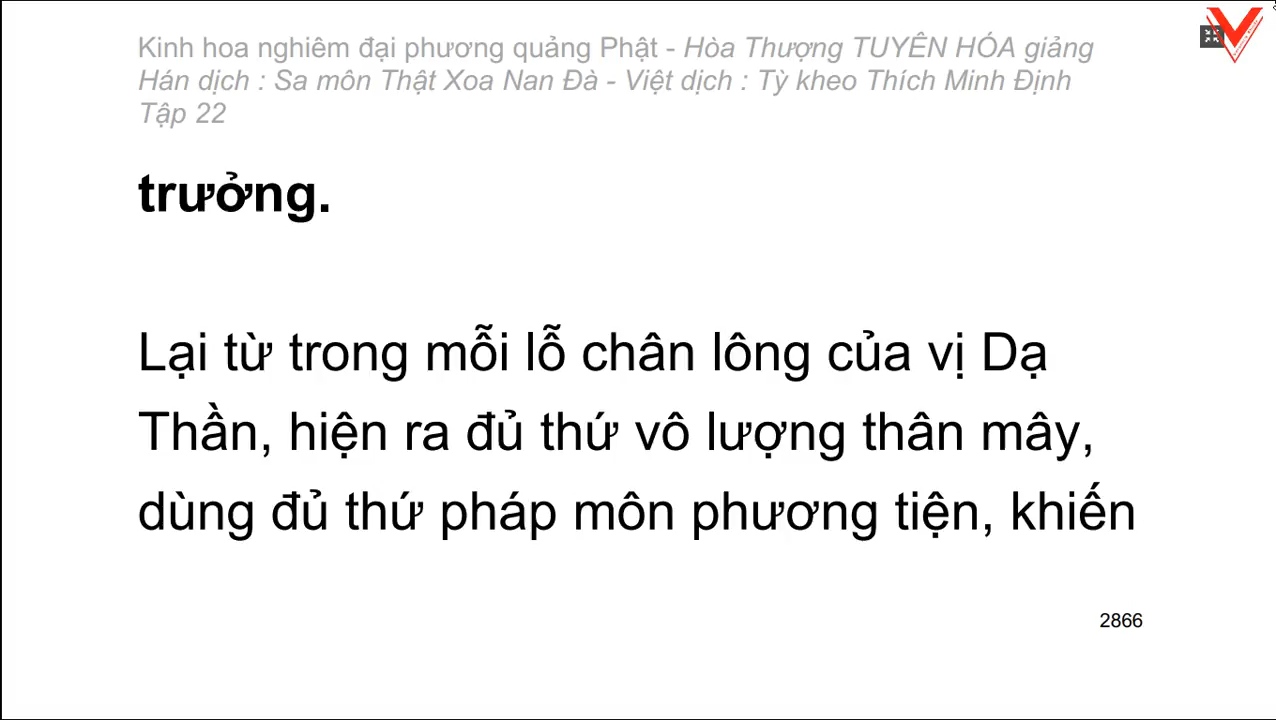 Kinh hoa nghiêm đại phương quảng Phật - Hòa Thượng TUYÊN HÓA giảng
Hán dịch : Sa môn Thật Xoa Nan Đà - Việt dịch : Tỳ kheo Thích Minh Định
Tập 22
trưởng.
Lại từ trong mỗi lỗ chân lông của vị Dạ
Thần, hiện ra đủ thứ vô lượng thân mây,
dùng đủ thứ pháp môn phương tiện, khiến
2866